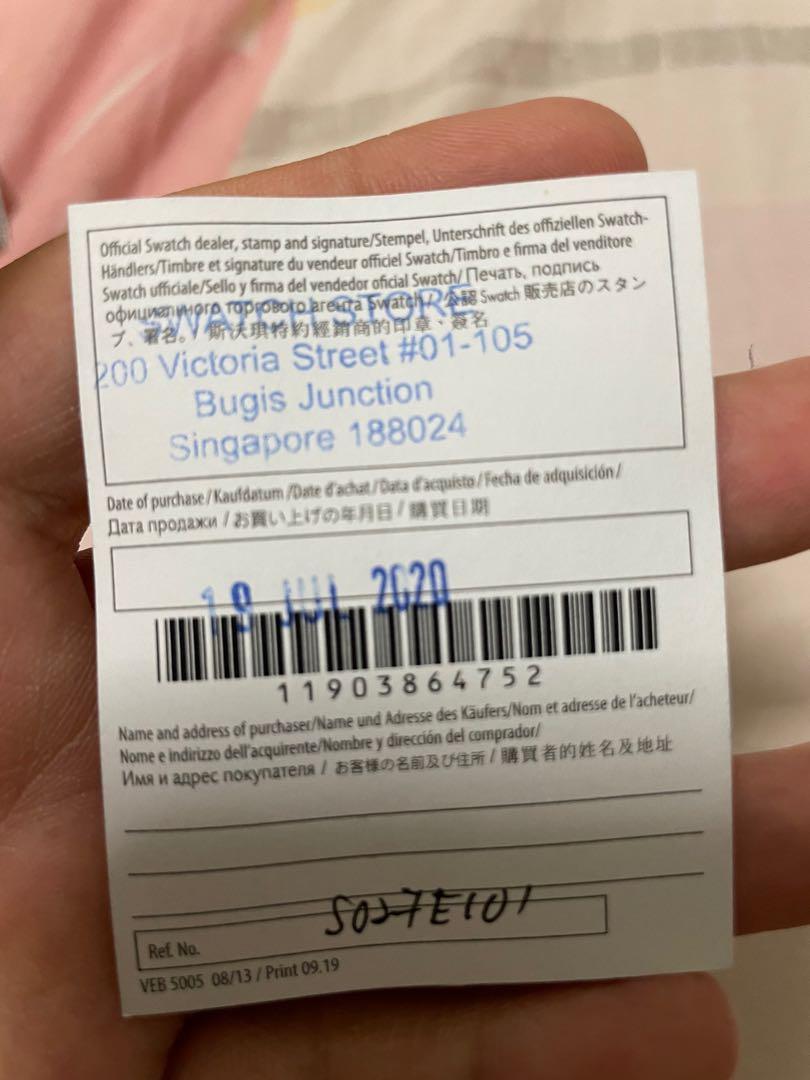 Official Swatch dealer, stamp and signature/Stempel, Unterschrift des offiziellen Swatch-
Händlers/Timbre et signature du vendeur officiel Swatch/Timbro e firma del venditore
Swatch ufficiale/Sello y firma del vendedor oficial Swatch/ Печать, подпись
официального торгового агента Swatch / 公認 Swatch 販売店のスタン
プ、署名。/ 斯沃琪特約經銷商的印章、簽名
SWATCH STORE
200 Victoria Street #01-105
Bugis Junction
Singapore 188024
Date of purchase/Kaufdatum /Date d'achat/Data d'acquisto/Fecha de adquisición/
Дата продажи / お買い上げの年月日 / 購買日期
19 JUL 2020
11903864752
Name and address of purchaser/Name und Adresse des Käufers/Nom et adresse de l'acheteur/
Nome e indirizzo dell'acquirente/Nombre y dirección del comprador/
Имя и адрес покупателя / お客様の名前及び住所 / 購買者的姓名及地址
S027E101
Ref. No.
VEB 5005 08/13 / Print 09.19